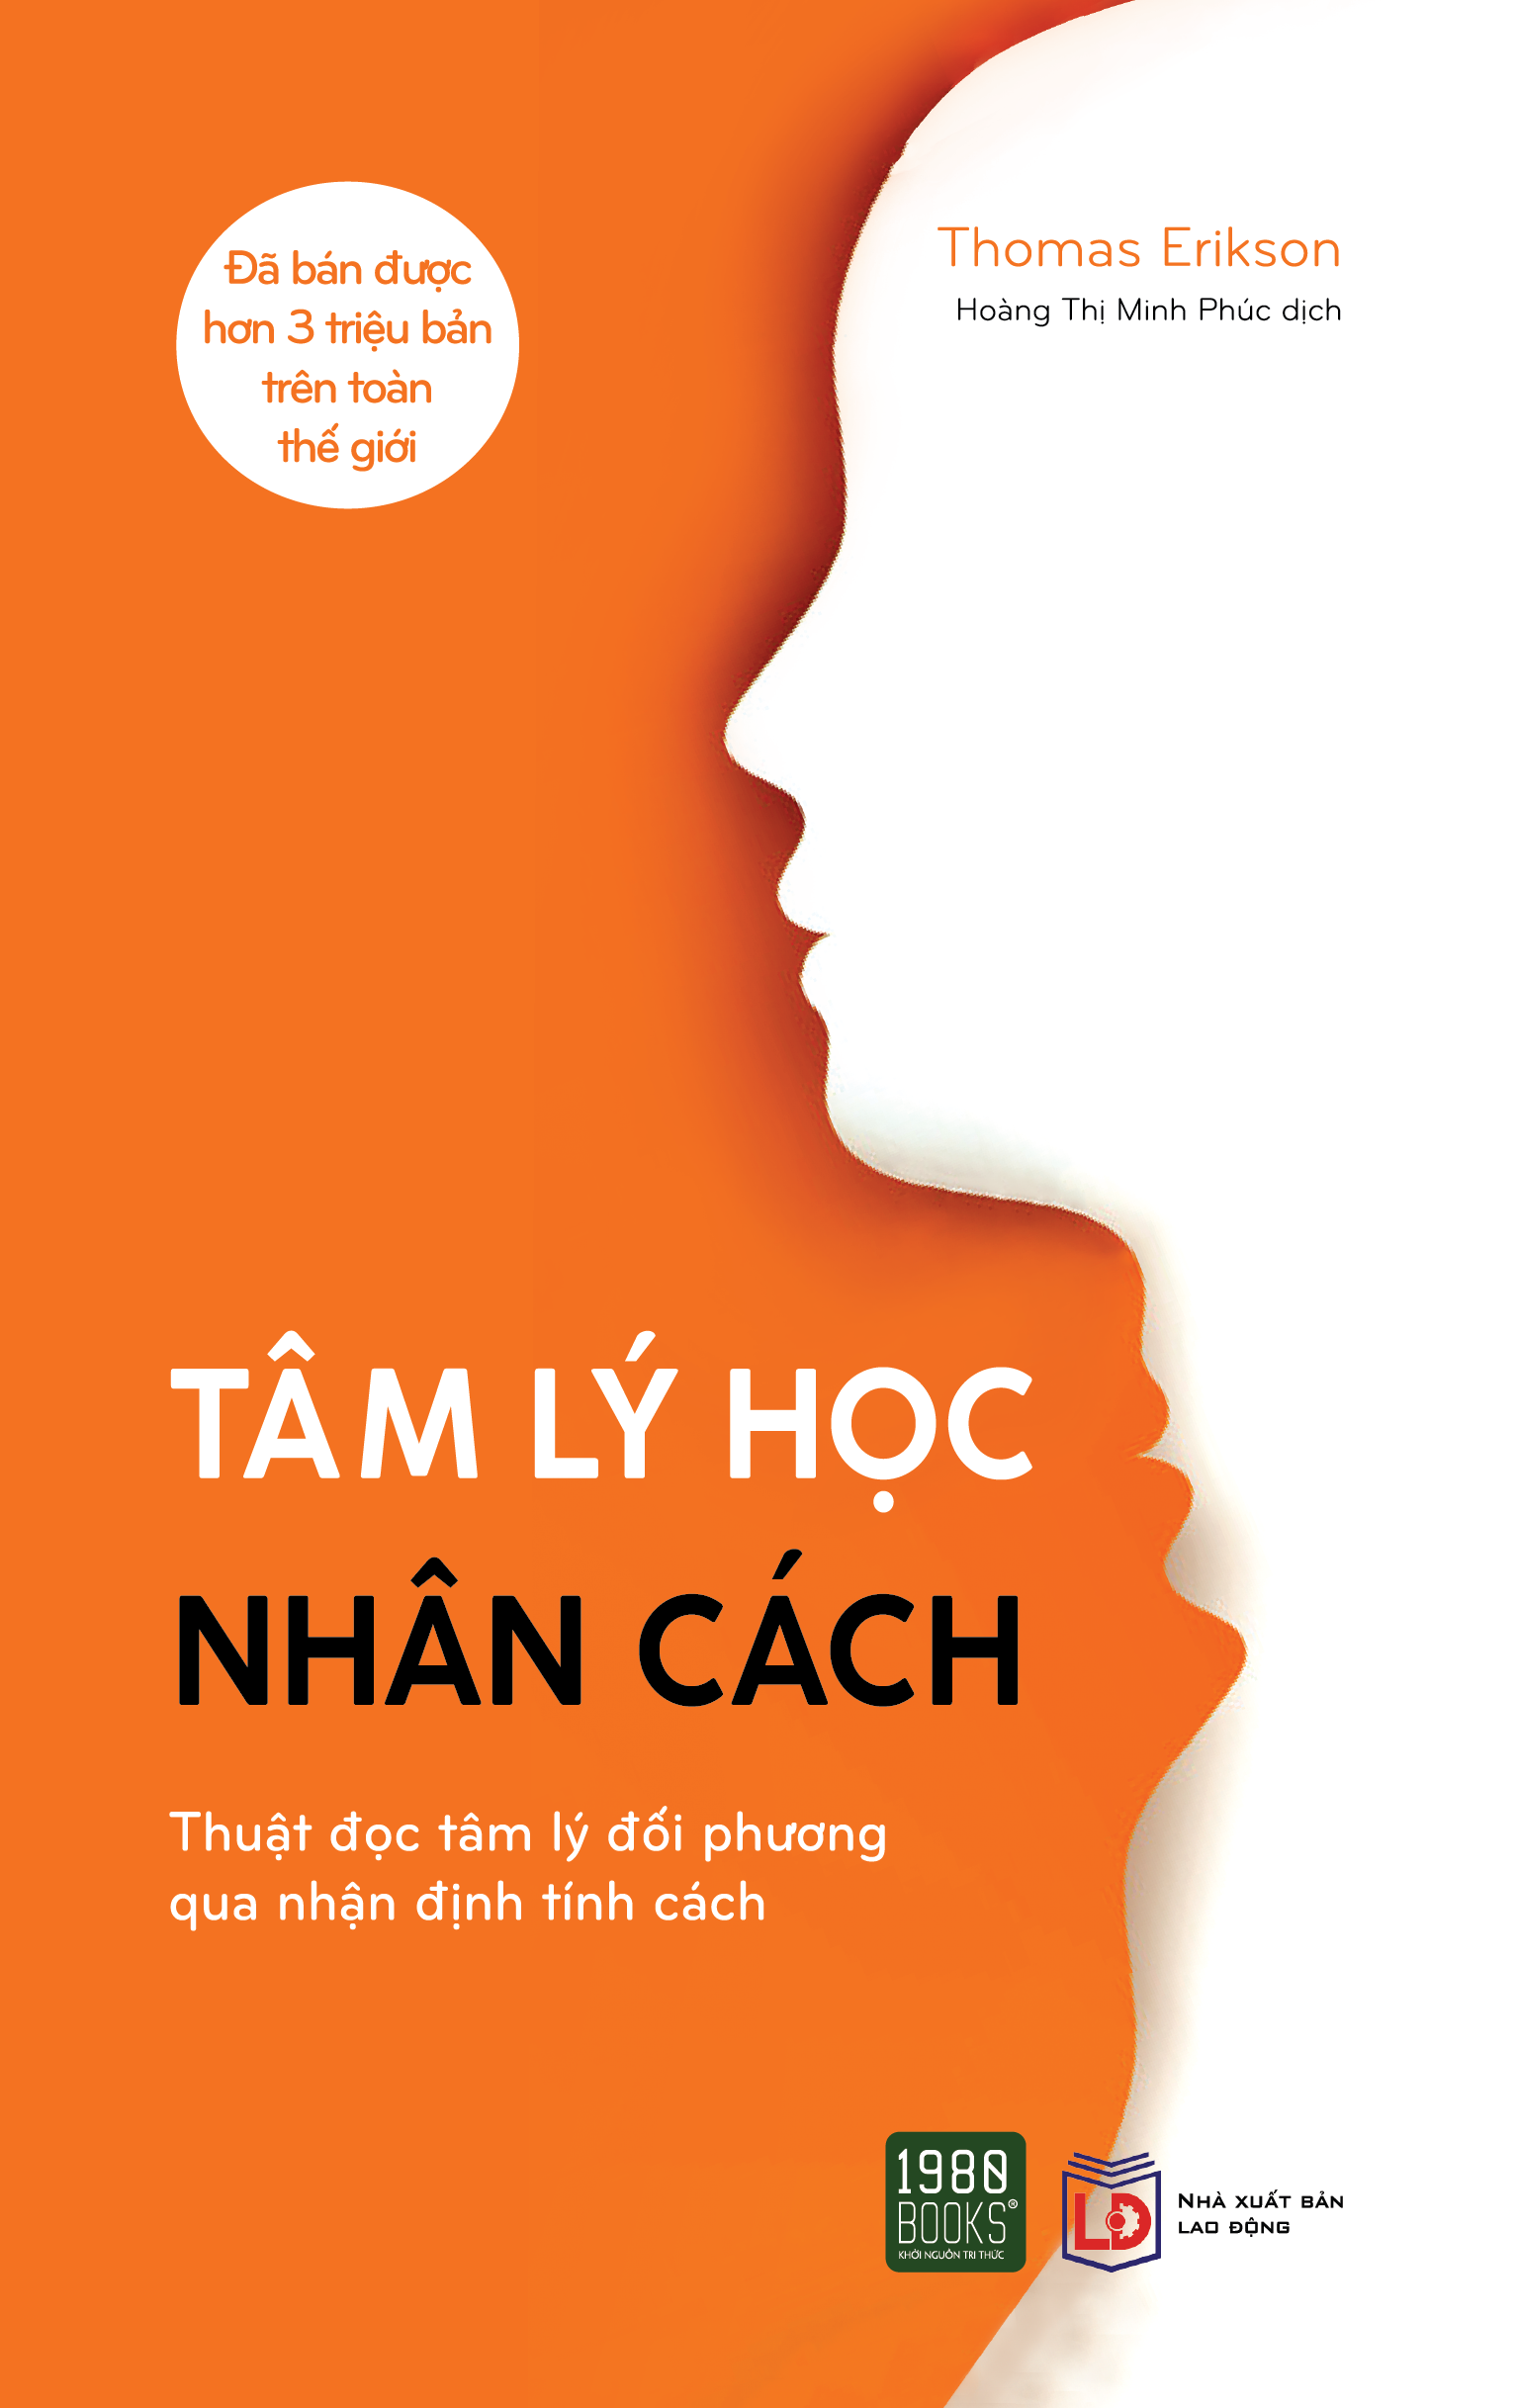 Thomas Erikson
Hoàng Thị Minh Phúc dịch
Đã bán được
hơn 3 triệu bản
trên toàn
thế giới
TÂM LÝ HỌC
NHÂN CÁCH
Thuật đọc tâm lý đối phương
qua nhận định tính cách
1980
BOOKS®
KHƠI NGUỒN TRI THỨC
LĐ
NHÀ XUẤT BẢN
LAO ĐỘNG